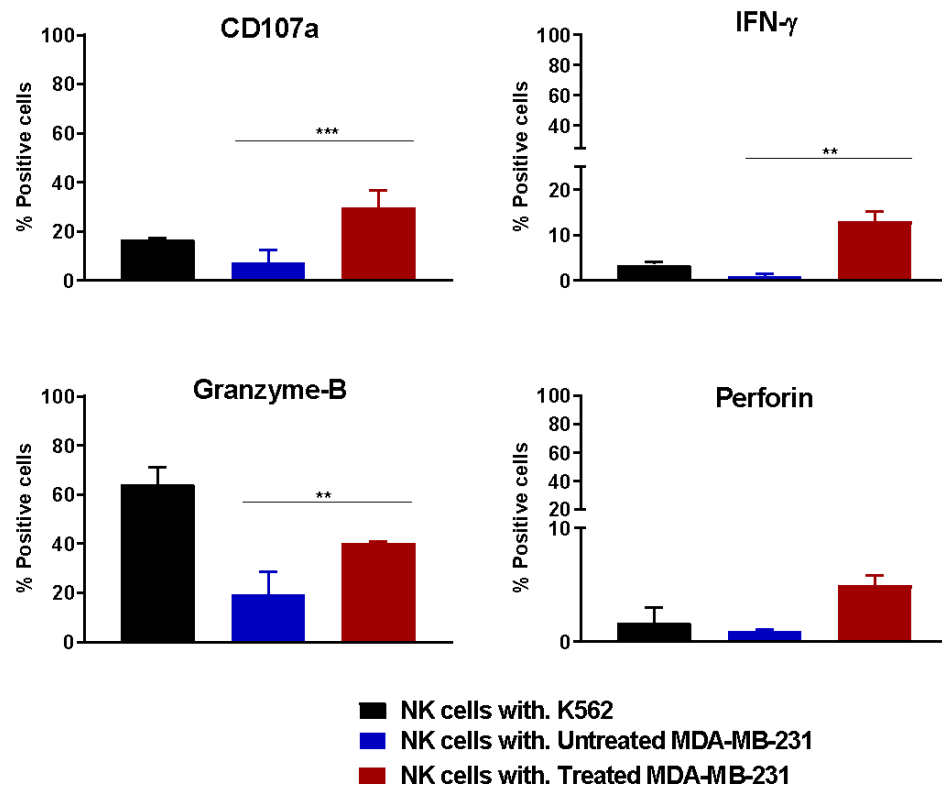 CD107a
% Positive cells
100
80
60
40
20
0
***
IFN-γ
% Positive cells
100
80
60
40
20
10
0
**
Granzyme-B
% Positive cells
100
80
60
40
20
0
**
Perforin
% Positive cells
100
80
60
40
20
10
0
NK cells with. K562
NK cells with. Untreated MDA-MB-231
NK cells with. Treated MDA-MB-231